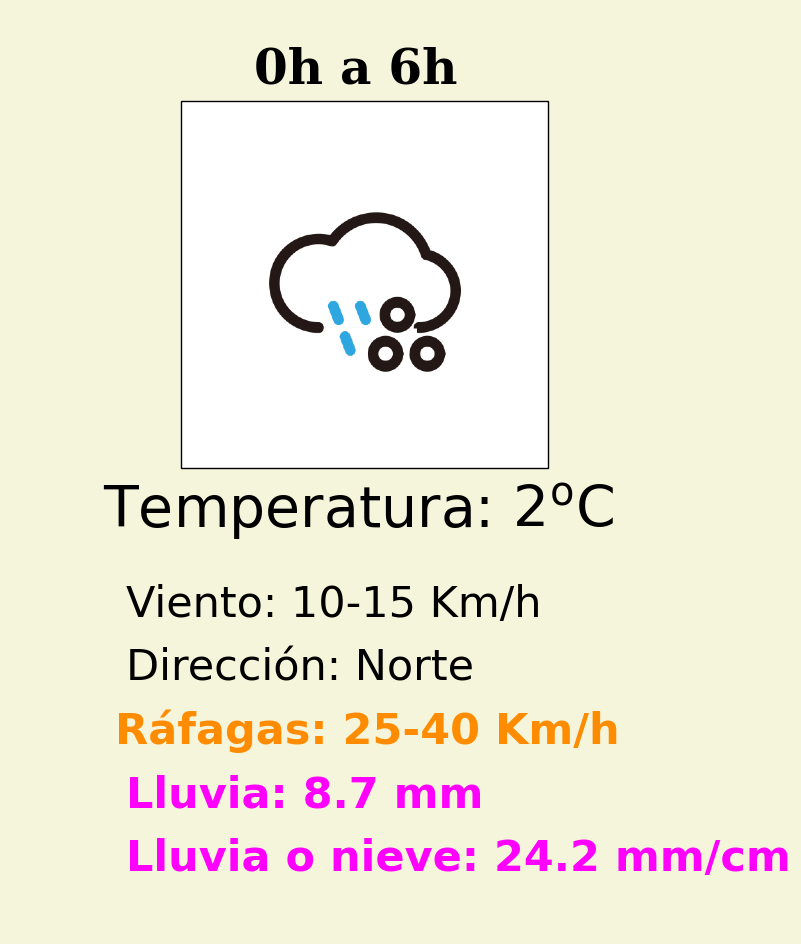 0h a 6h
Temperatura: 2ºC
Viento: 10-15 Km/h
Dirección: Norte
Ráfagas: 25-40 Km/h
Lluvia: 8.7 mm
Lluvia o nieve: 24.2 mm/cm